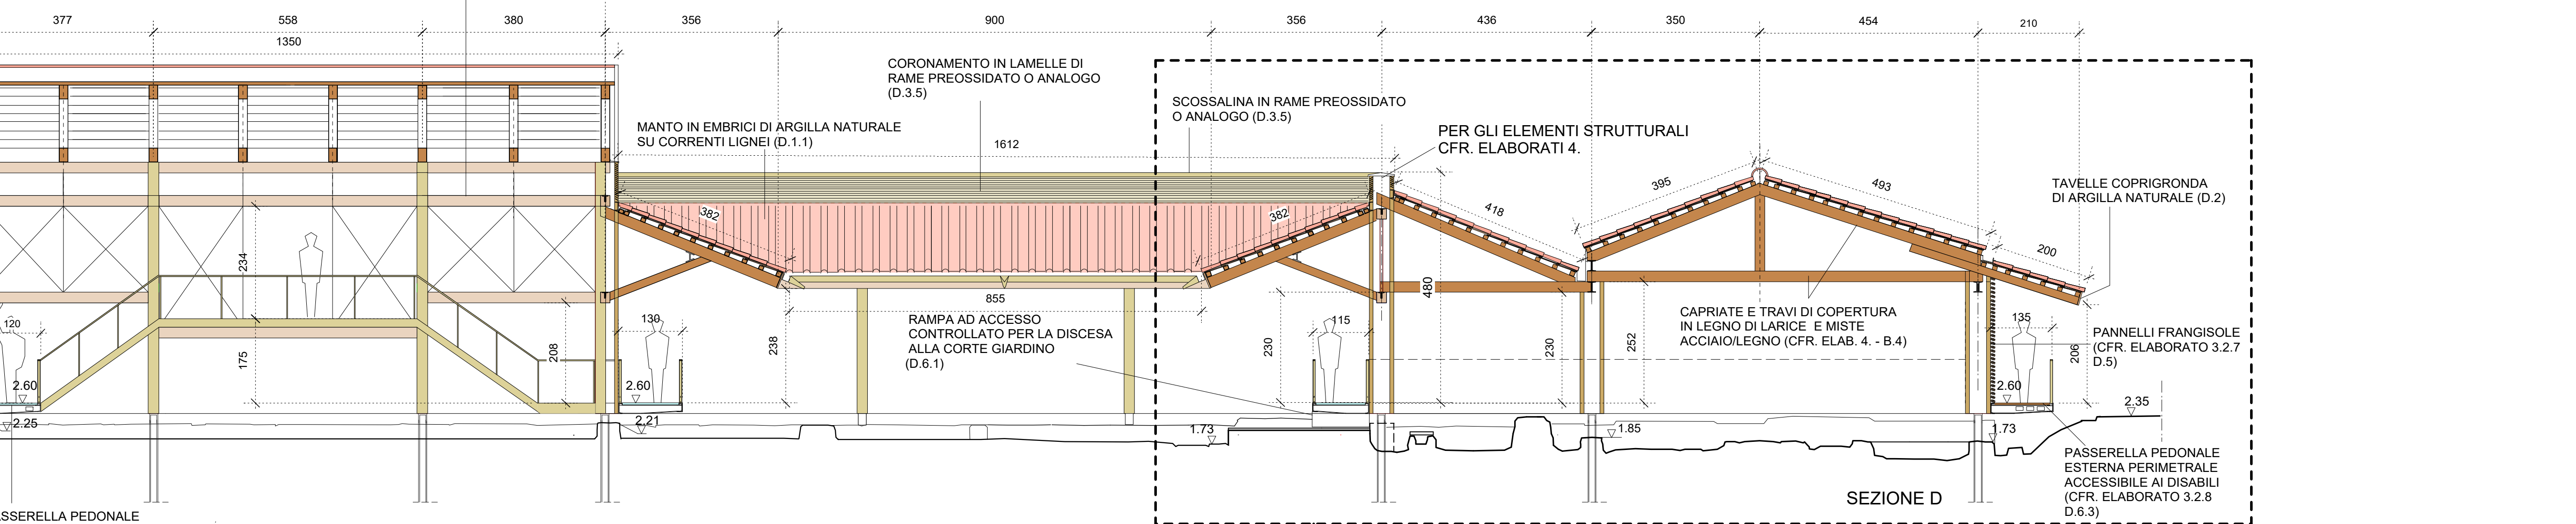 377
558
380
356
900
356
436
350
454
210
1350
CORONAMENTO IN LAMELLE DI
RAME PREOSSIDATO O ANALOGO
(D.3.5)
SCOSSALINA IN RAME PREOSSIDATO
O ANALOGO (D.3.5)
MANTO IN EMBRICI DI ARGILLA NATURALE
SU CORRENTI LIGNEI (D.1.1)
PER GLI ELEMENTI STRUTTURALI
CFR. ELABORATI 4.
1612
395
493
TAVELLE COPRIGRONDA
DI ARGILLA NATURALE (D.2)
382
382
418
200
234
480
855
RAMPA AD ACCESSO
CONTROLLATO PER LA DISCESA
ALLA CORTE GIARDINO
(D.6.1)
CAPRIATE E TRAVI DI COPERTURA
IN LEGNO DI LARICE E MISTE
ACCIAIO/LEGNO (CFR. ELAB. 4. - B.4)
120
130
115
135
PANNELLI FRANGISOLE
(CFR. ELABORATO 3.2.7
D.5)
175
208
238
230
230
252
206
2.60
2.60
2.60
2.35
2.25
2.21
1.73
1.85
1.73
PASSERELLA PEDONALE
ESTERNA PERIMETRALE
ACCESSIBILE AI DISABILI
(CFR. ELABORATO 3.2.8
D.6.3)
SEZIONE D
ASSERELLA PEDONALE